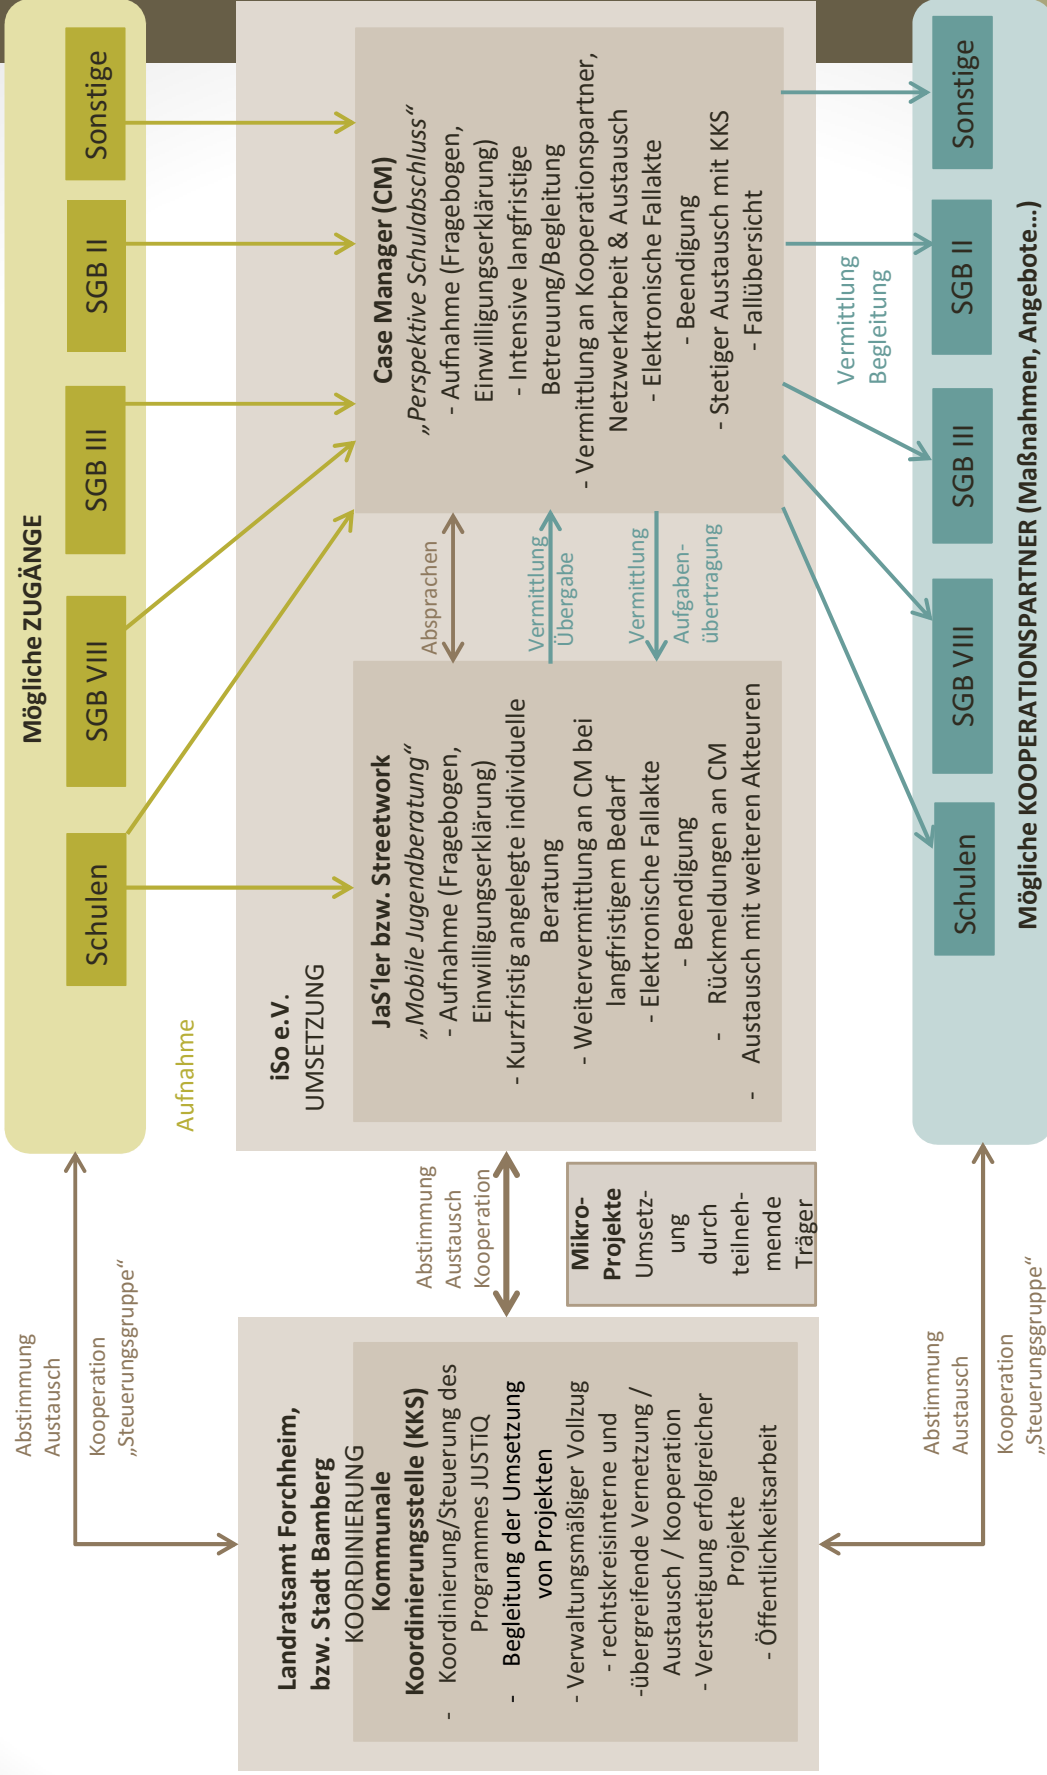 Mögliche ZUGÄNGE
Schulen
SGB VIII
SGB III
SGB II
Sonstige
Abstimmung
Austausch
Kooperation
„Steuerungsgruppe“
Aufnahme
Landratsamt Forchheim,
bzw. Stadt Bamberg
KOORDINIERUNG
Kommunale
Koordinierungsstelle (KKS)
- Koordinierung/Steuerung des
Programmes JUSTiQ
- Begleitung der Umsetzung
von Projekten
- Verwaltungsmäßiger Vollzug
- rechtskreisinterne und
-übergreifende Vernetzung /
Austausch / Kooperation
- Verstetigung erfolgreicher
Projekte
- Öffentlichkeitsarbeit
Abstimmung
Austausch
Kooperation
Mikro-
Projekte
Umsetz-
ung
durch
teilneh-
mende
Träger
iSo e.V.
UMSETZUNG
JaS‘ler bzw. Streetwork
„Mobile Jugendberatung“
- Aufnahme (Fragebogen,
Einwilligungserklärung)
- Kurzfristig angelegte individuelle
Beratung
- Weitervermittlung an CM bei
langfristigem Bedarf
- Elektronische Fallakte
- Beendigung
- Rückmeldungen an CM
- Austausch mit weiteren Akteuren
Absprachen
Vermittlung
Übergabe
Vermittlung
Aufgaben-
übertragung
Case Manager (CM)
„Perspektive Schulabschluss“
- Aufnahme (Fragebogen,
Einwilligungserklärung)
- Intensive langfristige
Betreuung/Begleitung
- Vermittlung an Kooperationspartner,
Netzwerkarbeit & Austausch
- Elektronische Fallakte
- Beendigung
- Stetiger Austausch mit KKS
- Fallübersicht
Vermittlung
Begleitung
Abstimmung
Austausch
Kooperation
„Steuerungsgruppe“
Schulen
SGB VIII
SGB III
SGB II
Sonstige
Mögliche KOOPERATIONSPARTNER (Maßnahmen, Angebote...)